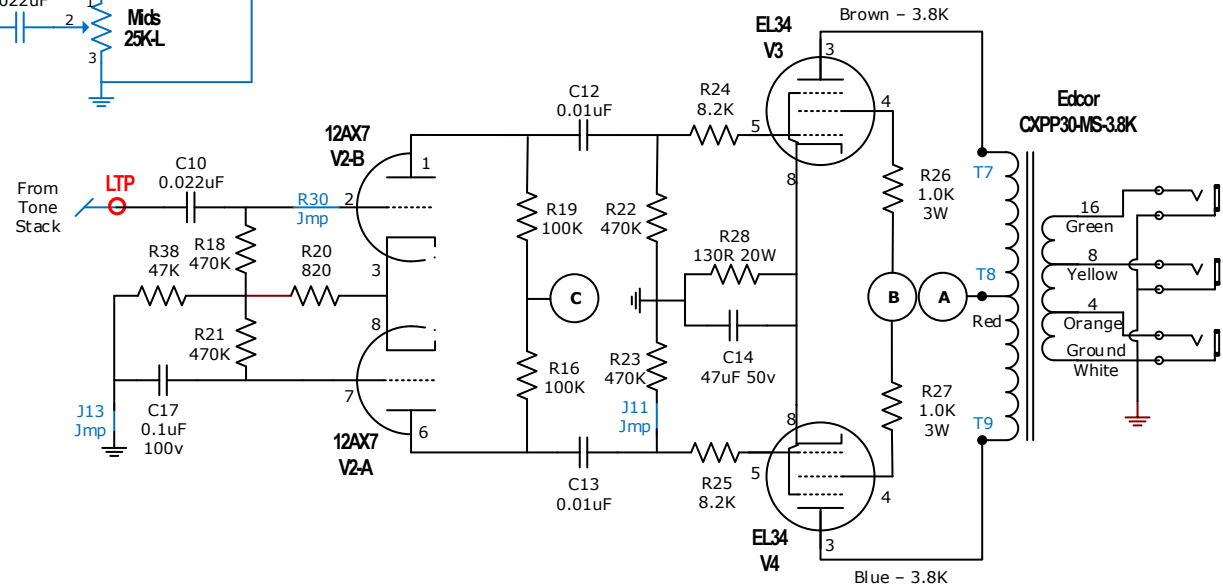 .022uF
1
2
3
Mids
25K-L
Brown – 3.8K
EL34
V3
3
4
5
8
C12
0.01uF
R24
8.2K
Edcor
CXPP30-MS-3.8K
12AX7
V2-B
1
2
3
From
Tone
Stack
LTP
C10
0.022uF
R30
Jmp
R38
47K
R18
470K
R20
820
R19
100K
R22
470K
R28
130R 20W
R26
1.0K
3W
T7
T8
T9
Red
16
Green
8
Yellow
4
Orange
Ground
White
C
B
A
R21
470K
8
7
6
R16
100K
R23
470K
C14
47uF 50v
R27
1.0K
3W
J13
Jmp
C17
0.1uF
100v
12AX7
V2-A
J11
Jmp
C13
0.01uF
R25
8.2K
8
5
4
3
EL34
V4
Blue – 3.8K